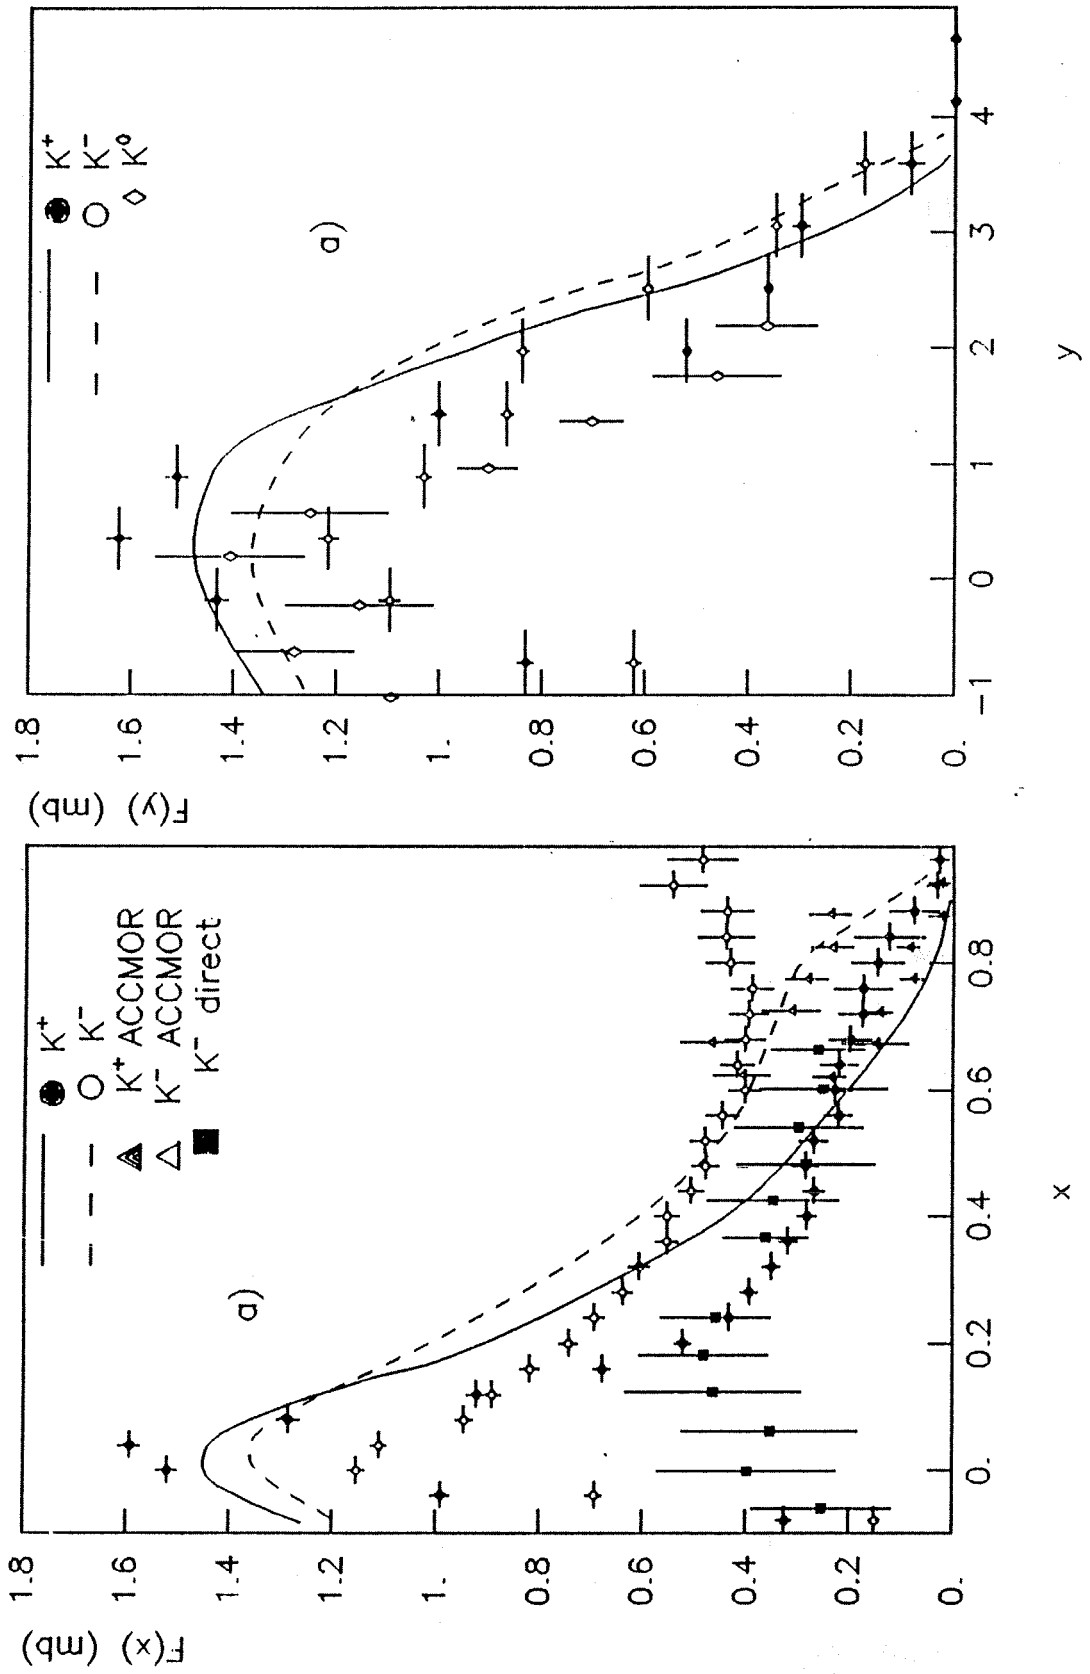 F(x) (mb)
1.8
1.6
1.4
1.2
1.
0.8
0.6
0.4
0.2
0.
0.
0.2
0.4
0.6
0.8
x
a)
K⁺
K⁻
K⁺ ACCMOR
K⁻ ACCMOR
K⁻ direct
F(y) (mb)
1.8
1.6
1.4
1.2
1.
0.8
0.6
0.4
0.2
0.
−1
0
1
2
3
4
y
a)
K⁺
K⁻
K⁰